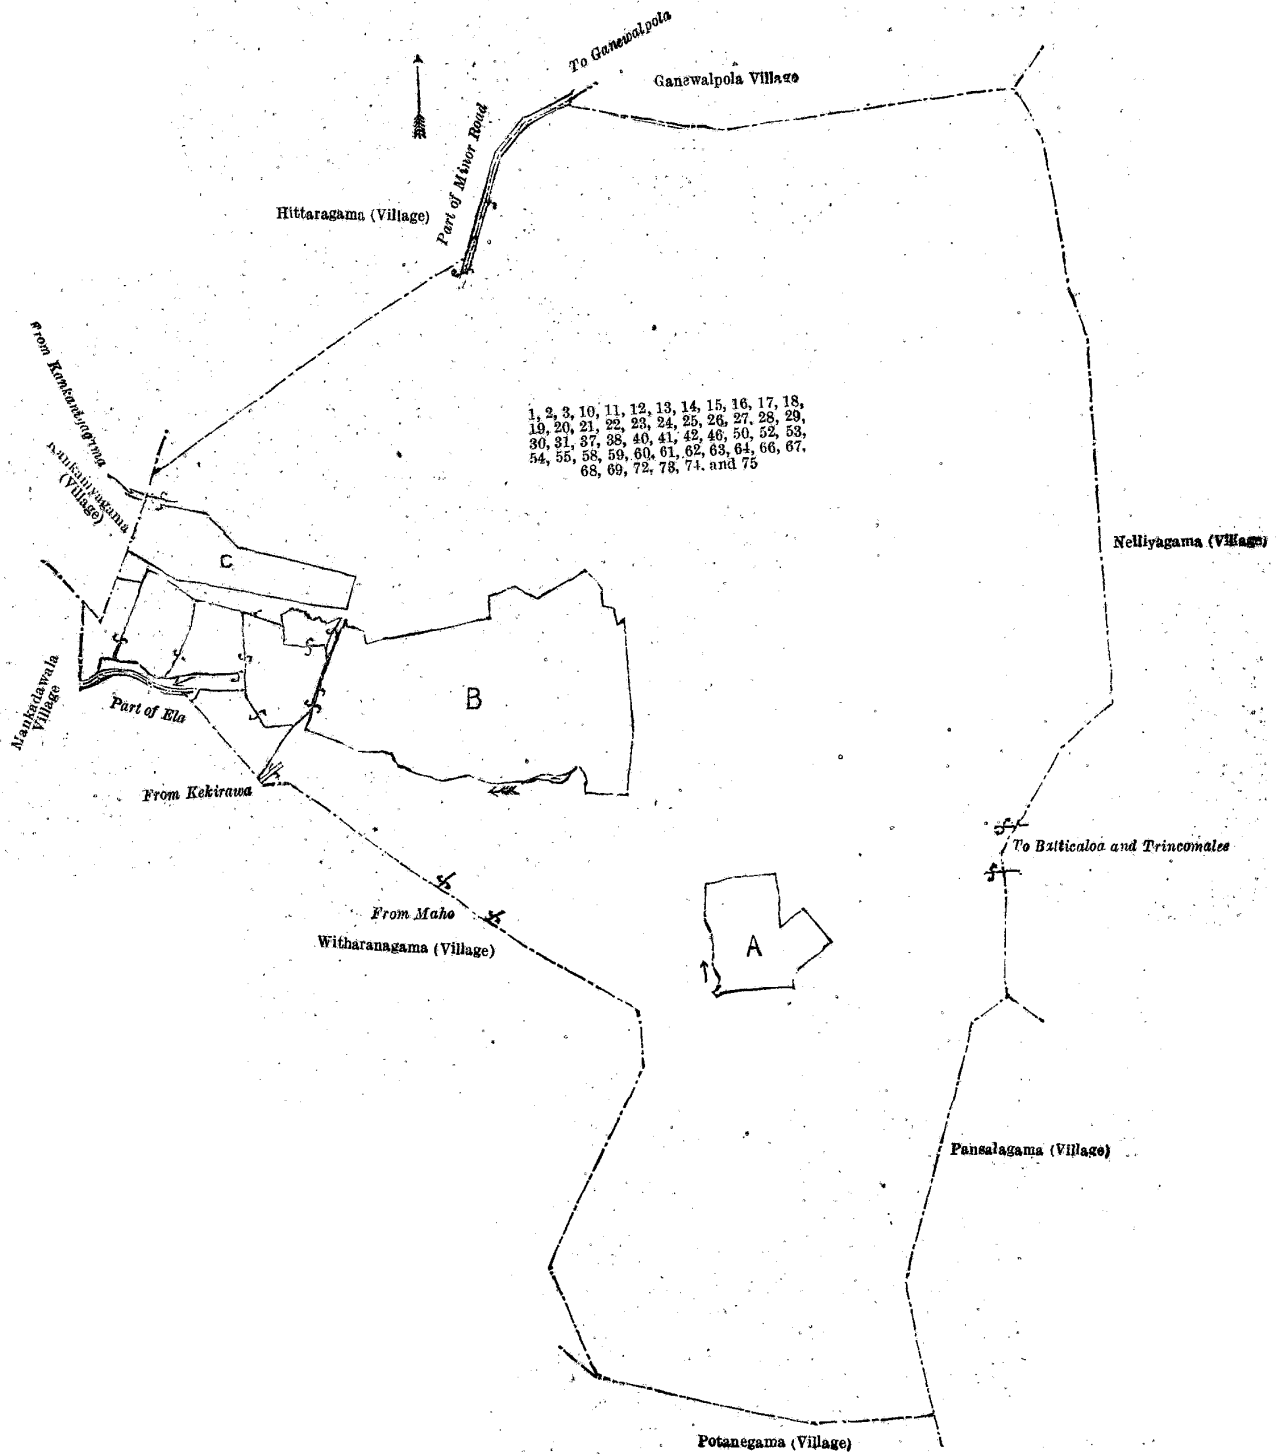 To Ganewalpola
Ganewalpola Village
Part of Minor Road
Hittaragama (Village)
From Kankaniyagama
Kankaniyagama
(Village)
1, 2, 3, 10, 11, 12, 13, 14, 15, 16, 17, 18,
19, 20, 21, 22, 23, 24, 25, 26, 27, 28, 29,
30, 31, 37, 38, 40, 41, 42, 46, 50, 52, 53,
54, 55, 58, 59, 60, 61, 62, 63, 64, 66, 67,
68, 69, 72, 73, 74, and 75
Nelliyagama (Village)
C
B
Mankadawala
Village
Part of Ela
From Kekirawa
To Batticaloa and Trincomalee
From Maho
Witharanagama (Village)
A
Pansalagama (Village)
Potanegama (Village)